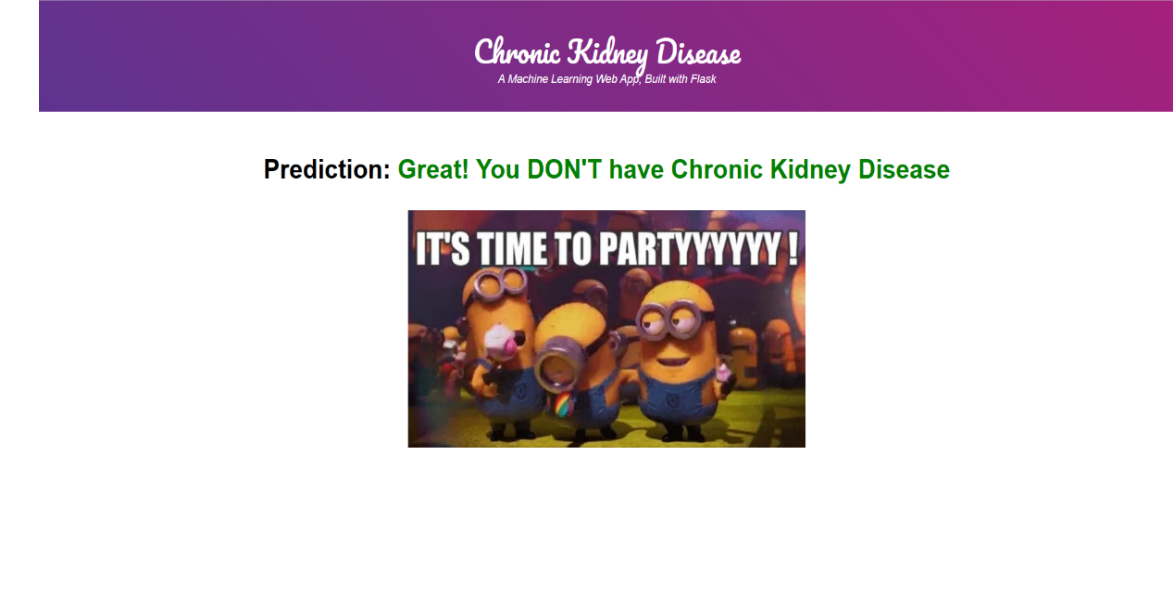 Chronic Kidney Disease
A Machine Learning Web App, Built with Flask
Prediction: Great! You DON'T have Chronic Kidney Disease
IT'S TIME TO PARTYYYYYY !